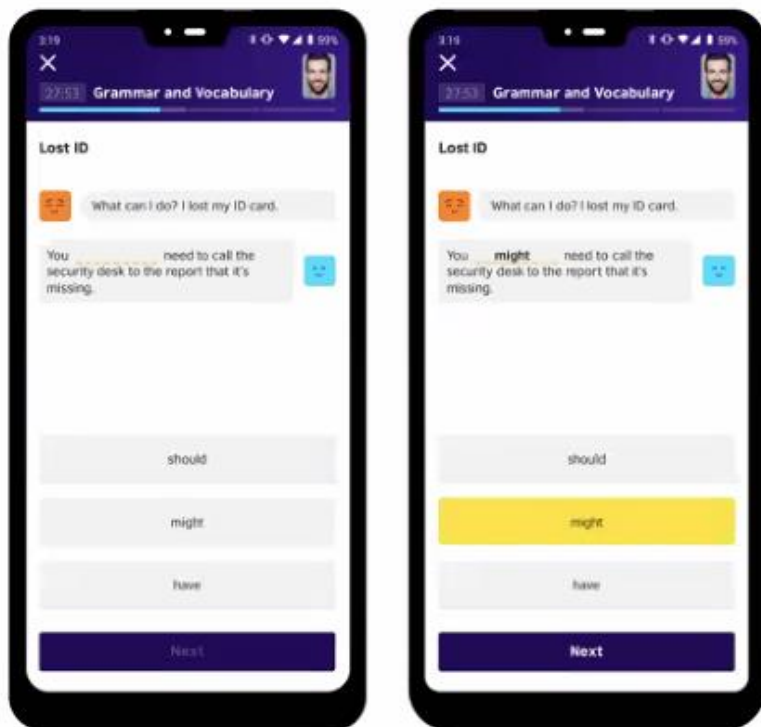 3:19
99%
27:53 Grammar and Vocabulary
Lost ID
What can I do? I lost my ID card.
You need to call the
security desk to the report that it's
missing.
should
might
have
Next
3:19
99%
27:53 Grammar and Vocabulary
Lost ID
What can I do? I lost my ID card.
You might need to call the
security desk to the report that it's
missing.
should
might
have
Next